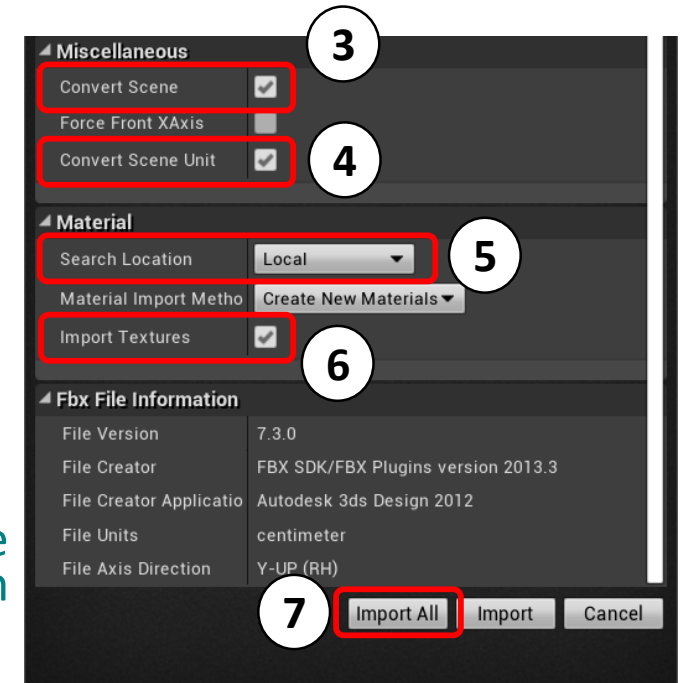 3
Miscellaneous
Convert Scene
Force Front XAxis
Convert Scene Unit
4
Material
Search Location Local
5
Material Import Metho Create New Materials
Import Textures
6
Fbx File Information
File Version 7.3.0
File Creator FBX SDK/FBX Plugins version 2013.3
File Creator Applicatio Autodesk 3ds Design 2012
e
File Units centimeter
n
File Axis Direction Y-UP (RH)
7
Import All Import Cancel